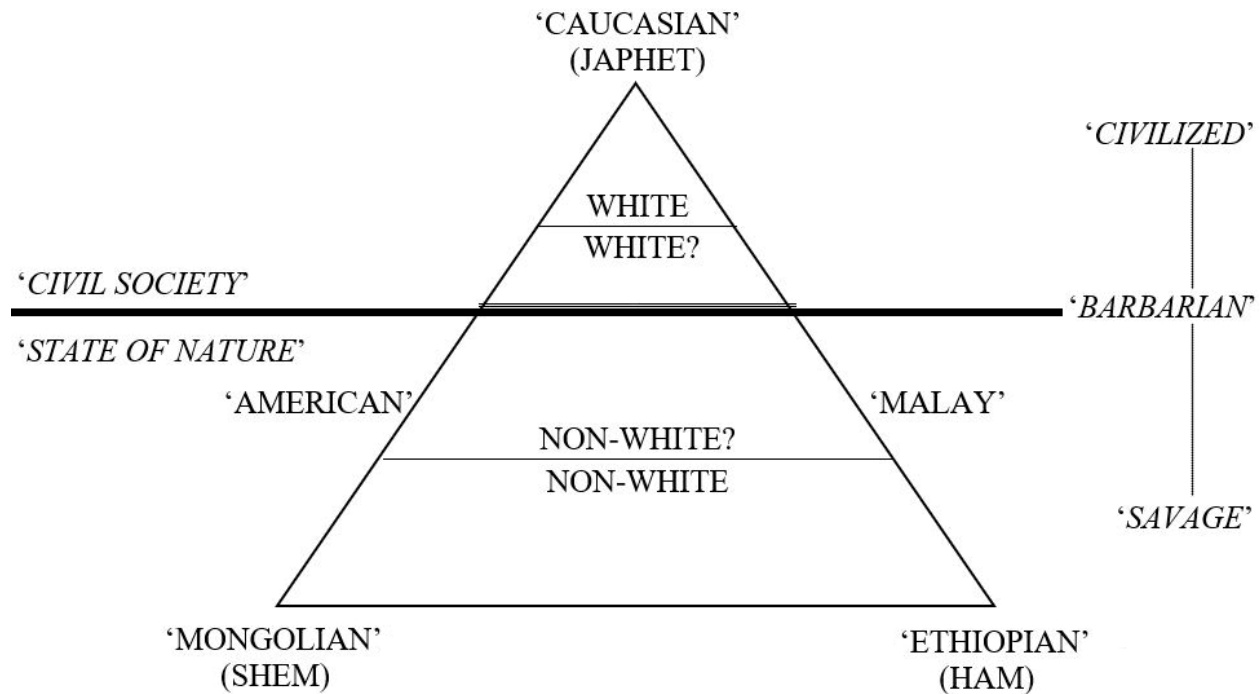 ‘CAUCASIAN’
(JAPHET)
‘CIVILIZED’
WHITE
WHITE?
‘CIVIL SOCIETY’
‘BARBARIAN’
‘STATE OF NATURE’
‘AMERICAN’
‘MALAY’
NON-WHITE?
NON-WHITE
‘SAVAGE’
‘MONGOLIAN’
(SHEM)
‘ETHIOPIAN’
(HAM)